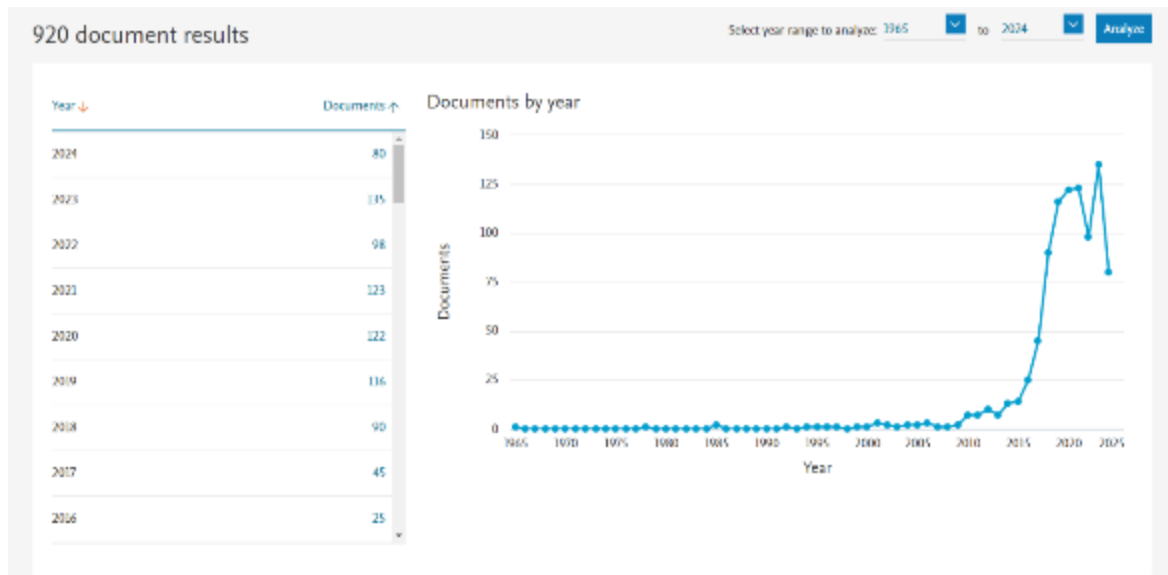 920 document results
Select year range to analyze: 1965 to 2024 Analyze
Year Documents
2024 80
2023 135
2022 98
2021 123
2020 122
2019 116
2018 90
2017 45
2016 25
Documents by year
150
125
100
75
50
25
0
Documents
1965 1970 1975 1980 1985 1990 1995 2000 2005 2010 2015 2020 2025
Year